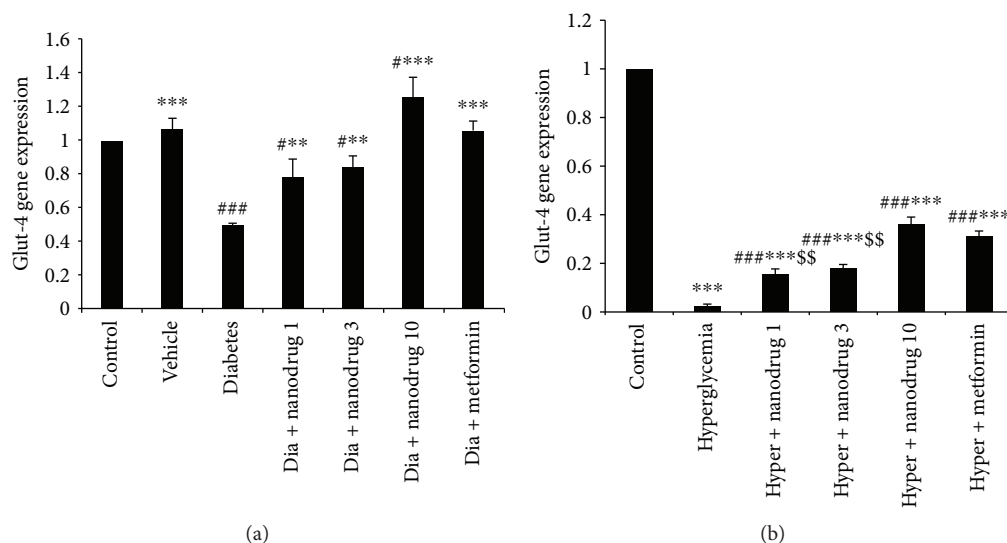 Glut-4 gene expression
1.6
1.4
1.2
1
0.8
0.6
0.4
0.2
0
***
###
#**
#**
#***
***
Control
Vehicle
Diabetes
Dia + nanodrug 1
Dia + nanodrug 3
Dia + nanodrug 10
Dia + metformin
(a)
Glut-4 gene expression
1.2
1
0.8
0.6
0.4
0.2
0
***
###***$$
###***$$
###***
###***
Control
Hyperglycemia
Hyper + nanodrug 1
Hyper + nanodrug 3
Hyper + nanodrug 10
Hyper + metformin
(b)